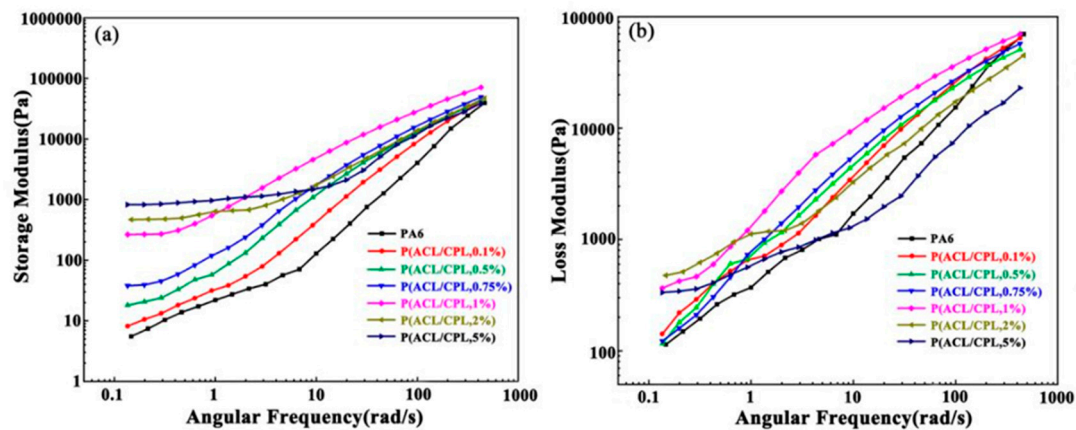 (a)
Storage Modulus(Pa)
1000000
100000
10000
1000
100
10
1
PA6
P(ACL/CPL,0.1%)
P(ACL/CPL,0.5%)
P(ACL/CPL,0.75%)
P(ACL/CPL,1%)
P(ACL/CPL,2%)
P(ACL/CPL,5%)
0.1 1 10 100 1000
Angular Frequency(rad/s)
(b)
Loss Modulus(Pa)
100000
10000
1000
100
PA6
P(ACL/CPL,0.1%)
P(ACL/CPL,0.5%)
P(ACL/CPL,0.75%)
P(ACL/CPL,1%)
P(ACL/CPL,2%)
P(ACL/CPL,5%)
0.1 1 10 100 1000
Angular Frequency(rad/s)